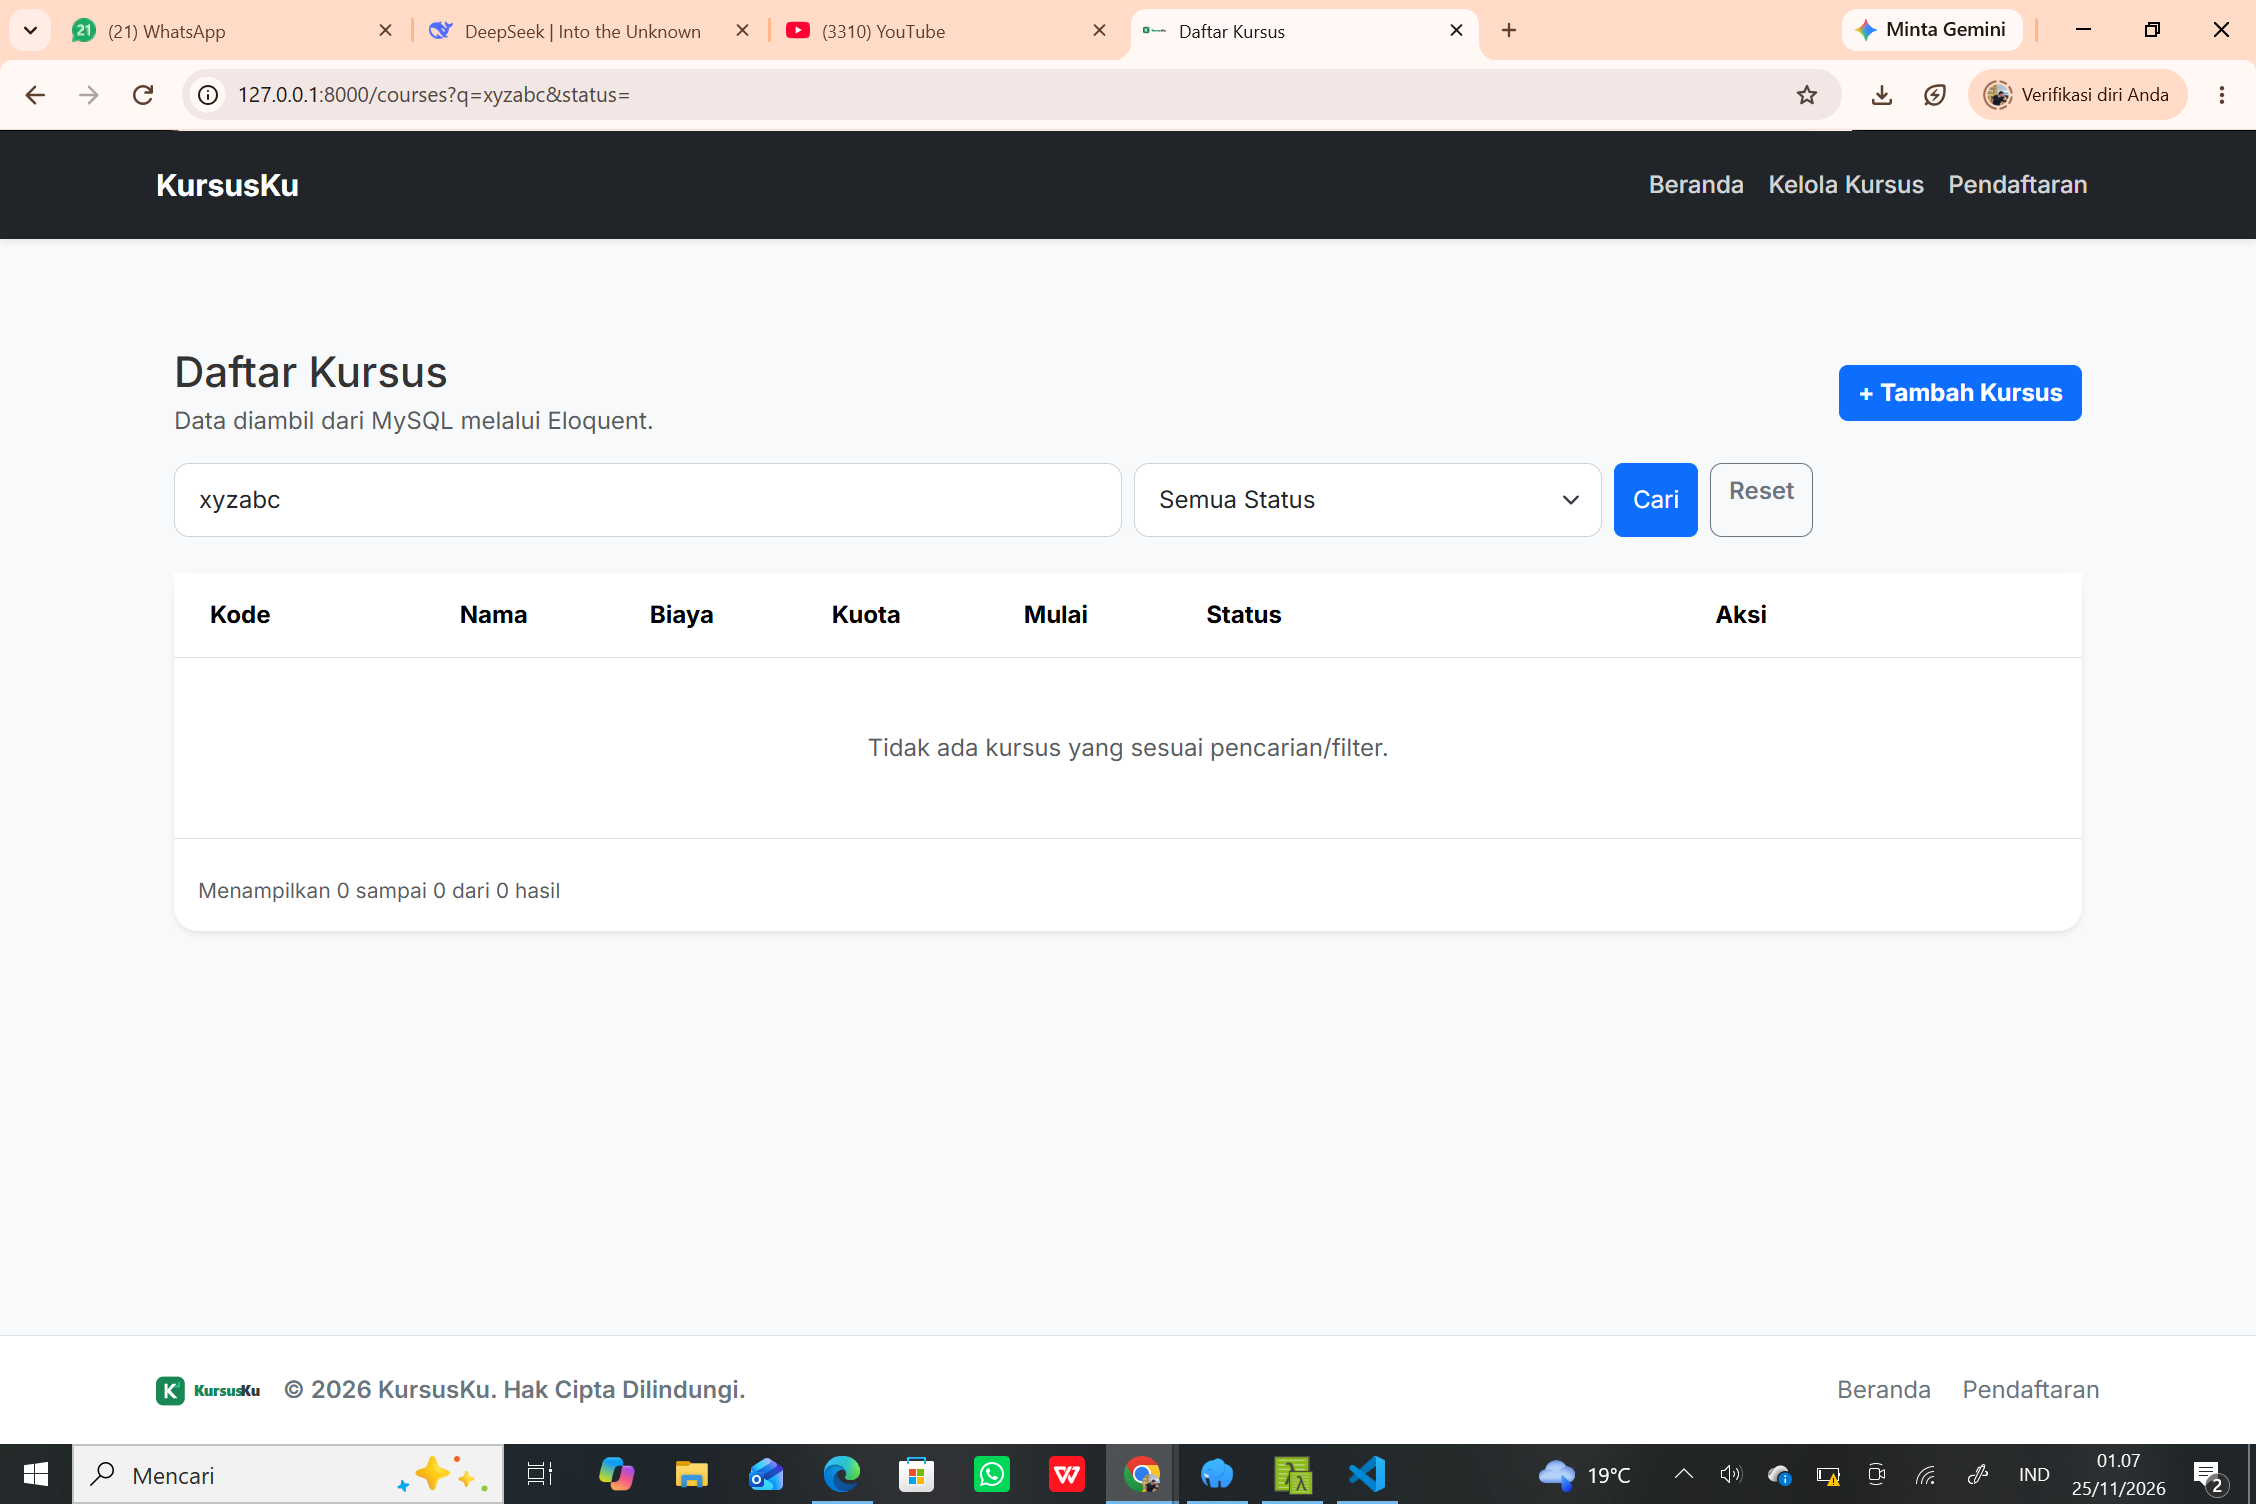 21 (21) WhatsApp
DeepSeek | Into the Unknown
(3310) YouTube
Daftar Kursus
Minta Gemini
127.0.0.1:8000/courses?q=xyzabc&status=
Verifikasi diri Anda
KursusKu
Beranda Kelola Kursus Pendaftaran
Daftar Kursus
+ Tambah Kursus
Data diambil dari MySQL melalui Eloquent.
xyzabc
Semua Status
Cari
Reset
Kode Nama Biaya Kuota Mulai Status Aksi
Tidak ada kursus yang sesuai pencarian/filter.
Menampilkan 0 sampai 0 dari 0 hasil
K KursusKu © 2026 KursusKu. Hak Cipta Dilindungi.
Beranda Pendaftaran
Mencari
19°C
IND
01.07
25/11/2026
2